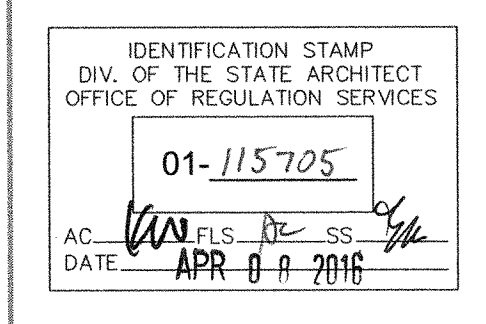 IDENTIFICATION STAMP
DIV. OF THE STATE ARCHITECT
OFFICE OF REGULATION SERVICES
01-115705
AC FLS SS
DATE APR 08 2016